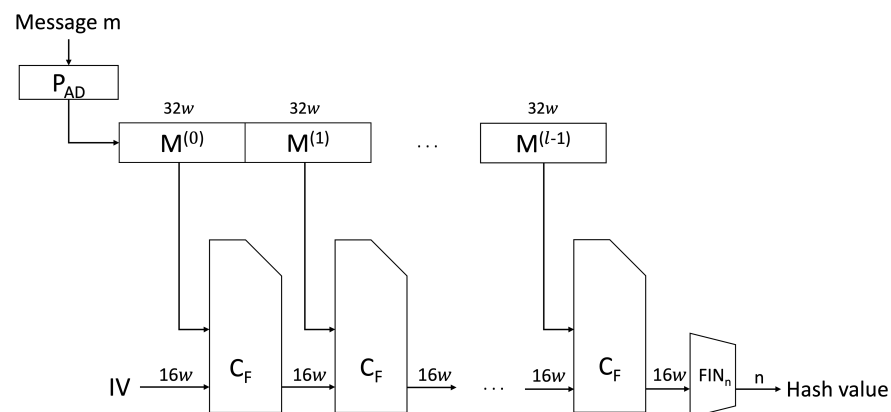 Message m
P_AD
32w 32w 32w
M^(0) M^(1) ... M^(l-1)
C_F C_F C_F
IV 16w 16w 16w ... 16w 16w FIN_n n Hash value